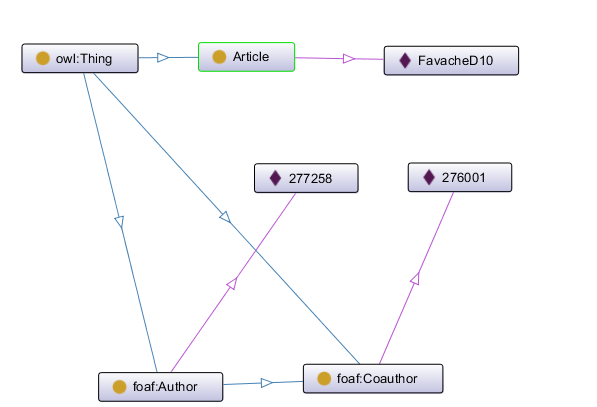 owl:Thing
Article
FavacheD10
277258
276001
foaf:Author
foaf:Coauthor